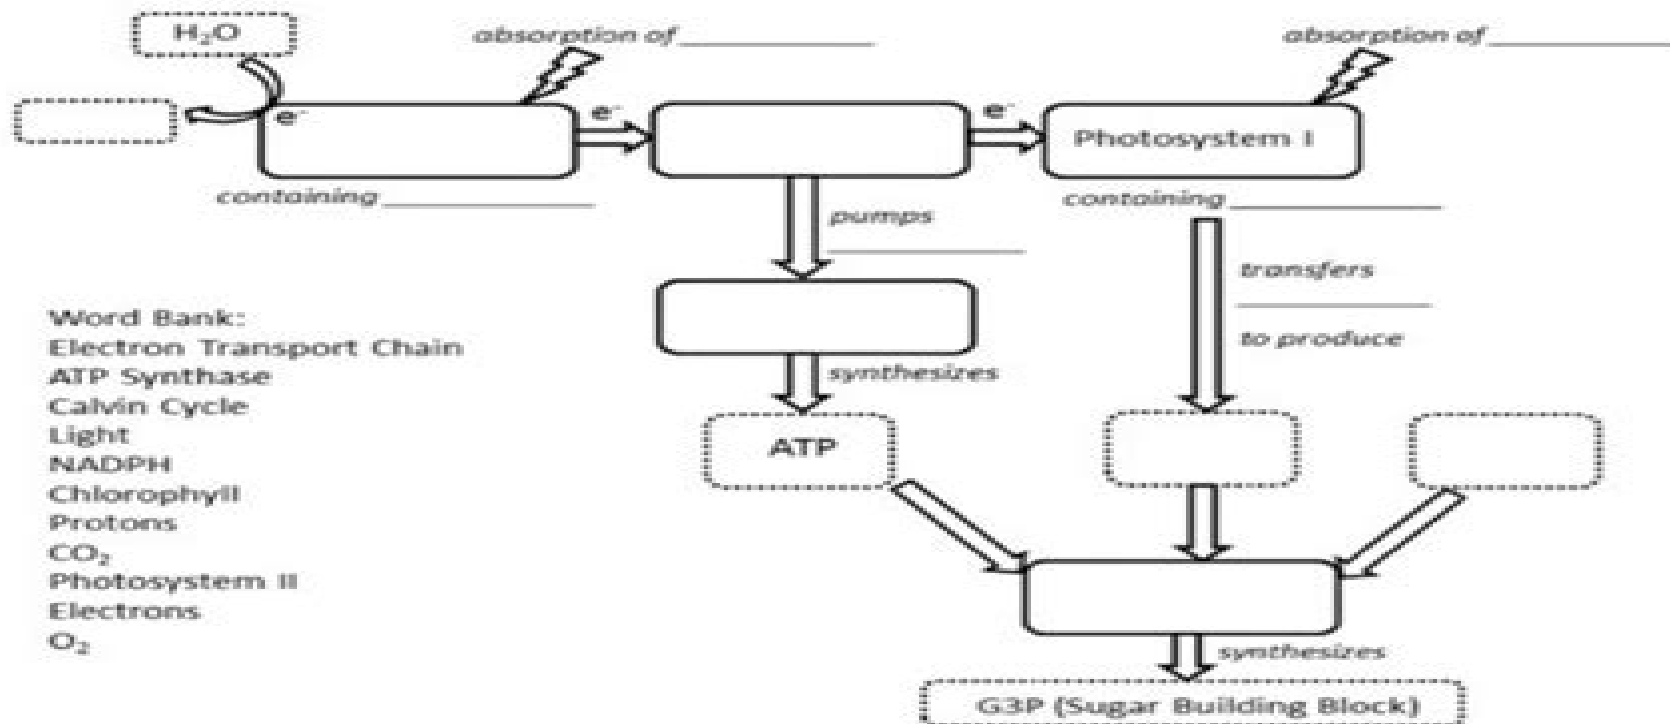 H₂O
absorption of
absorption of
e⁻
e⁻
e⁻
Photosystem I
containing
containing
pumps
transfers
to produce
Word Bank:
Electron Transport Chain
ATP Synthase
Calvin Cycle
Light
NADPH
Chlorophyll
Protons
CO₂
Photosystem II
Electrons
O₂
synthesizes
ATP
synthesizes
G3P (Sugar Building Block)